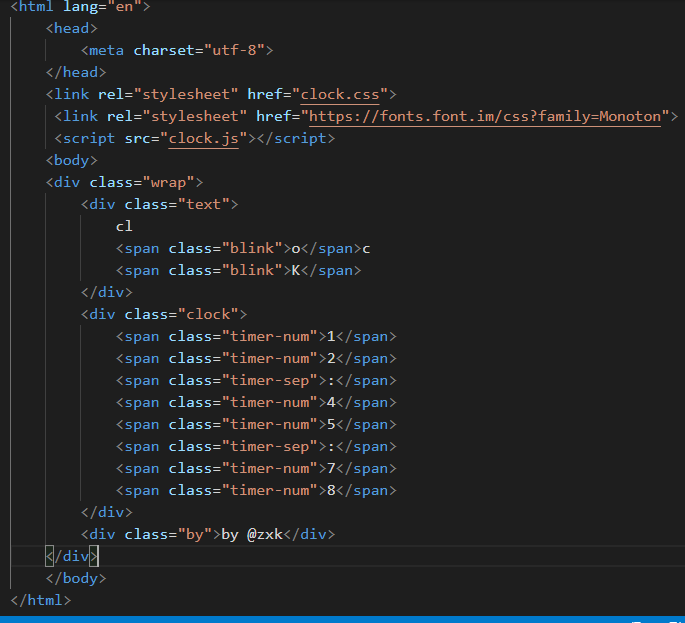 <html lang="en">
<head>
<meta charset="utf-8">
</head>
<link rel="stylesheet" href="clock.css">
<link rel="stylesheet" href="https://fonts.font.im/css?family=Monoton">
<script src="clock.js"></script>
<body>
<div class="wrap">
<div class="text">
cl
<span class="blink">o</span>c
<span class="blink">K</span>
</div>
<div class="clock">
<span class="timer-num">1</span>
<span class="timer-num">2</span>
<span class="timer-sep">:</span>
<span class="timer-num">4</span>
<span class="timer-num">5</span>
<span class="timer-sep">:</span>
<span class="timer-num">7</span>
<span class="timer-num">8</span>
</div>
<div class="by">by @zxk</div>
</div>
</body>
</html>